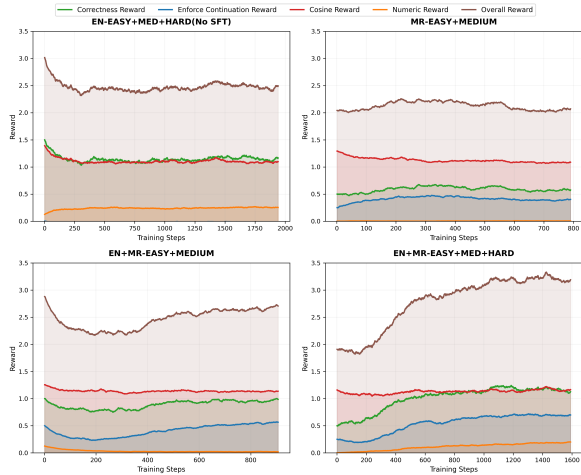 Correctness Reward Enforce Continuation Reward Cosine Reward Numeric Reward Overall Reward
EN-EASY+MED+HARD(No SFT)
3.5
3.0
2.5
2.0
1.5
1.0
0.5
0.0
Reward
0 250 500 750 1000 1250 1500 1750 2000
Training Steps
MR-EASY+MEDIUM
3.5
3.0
2.5
2.0
1.5
1.0
0.5
0.0
Reward
0 100 200 300 400 500 600 700 800
Training Steps
EN+MR-EASY+MEDIUM
3.5
3.0
2.5
2.0
1.5
1.0
0.5
0.0
Reward
0 200 400 600 800
Training Steps
EN+MR-EASY+MED+HARD
3.5
3.0
2.5
2.0
1.5
1.0
0.5
0.0
Reward
0 200 400 600 800 1000 1200 1400 1600
Training Steps